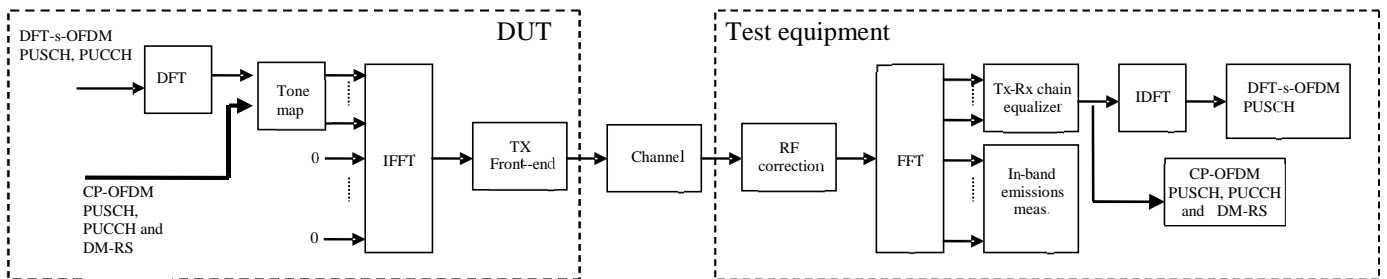 DUT
Test equipment
DFT-s-OFDM
PUSCH, PUCCH
DFT
Tone
map
0
0
IFFT
TX
Front-end
Channel
RF
correction
FFT
Tx-Rx chain
equalizer
IDFT
DFT-s-OFDM
PUSCH
In-band
emissions
meas.
CP-OFDM
PUSCH, PUCCH
and DM-RS
CP-OFDM
PUSCH,
PUCCH and
DM-RS